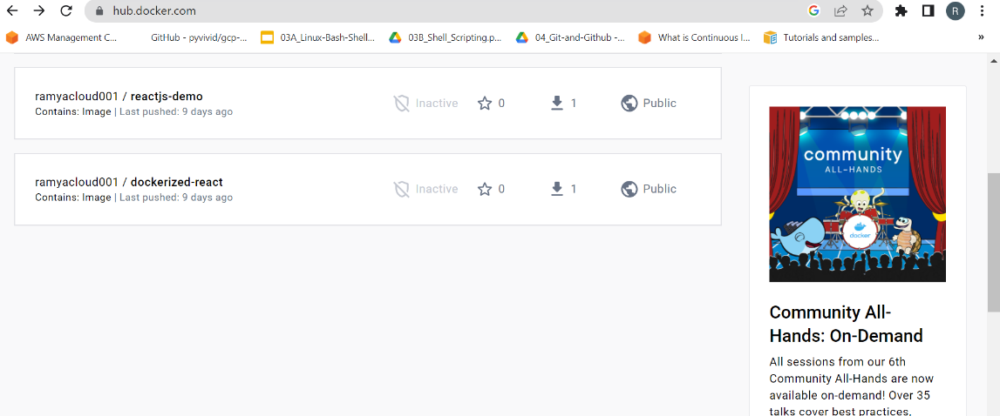 hub.docker.com
AWS Management C...
GitHub - pyvivid/gcp-...
03A_Linux-Bash-Shell...
03B_Shell_Scripting.p...
04_Git-and-Github -...
What is Continuous I...
Tutorials and samples...
»
R
ramyacloud001 / reactjs-demo
Contains: Image | Last pushed: 9 days ago
Inactive
0
1
Public
ramyacloud001 / dockerized-react
Contains: Image | Last pushed: 9 days ago
Inactive
0
1
Public
community
ALL-HANDS
docker
Community All-
Hands: On-Demand
All sessions from our 6th
Community All-Hands are now
available on-demand! Over 35
talks cover best practices,